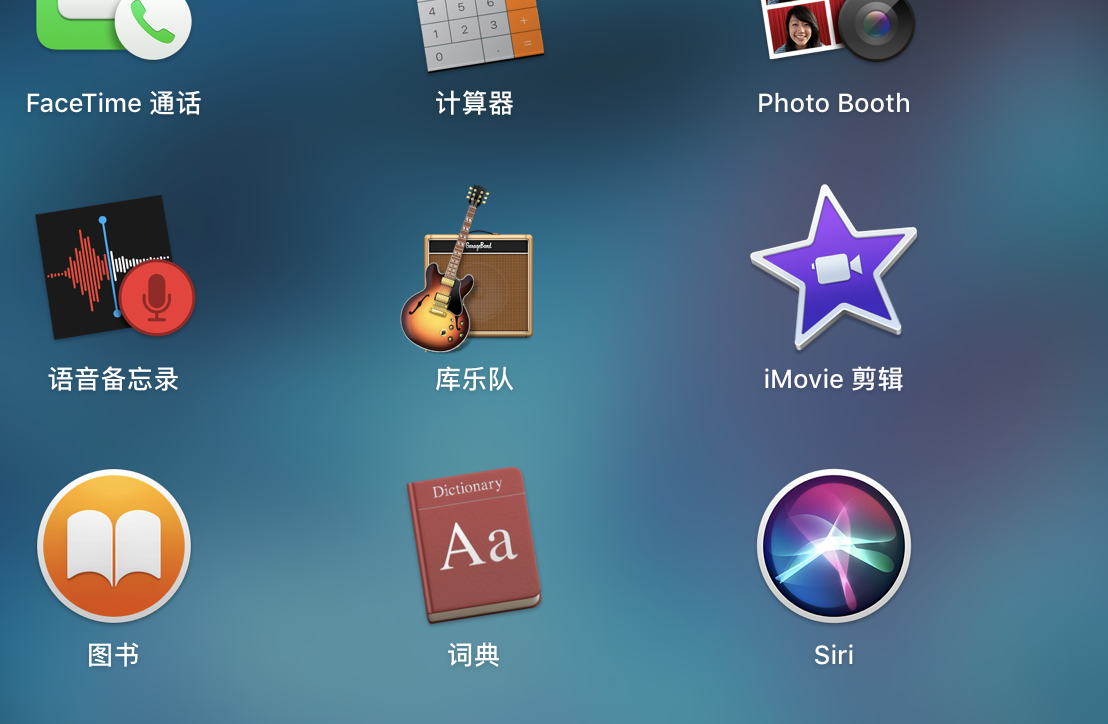 4 5 6
1 2 3 +
0 . =
FaceTime 通话
计算器
Photo Booth
GarageBand
语音备忘录
库乐队
iMovie 剪辑
Dictionary
Aa
图书
词典
Siri